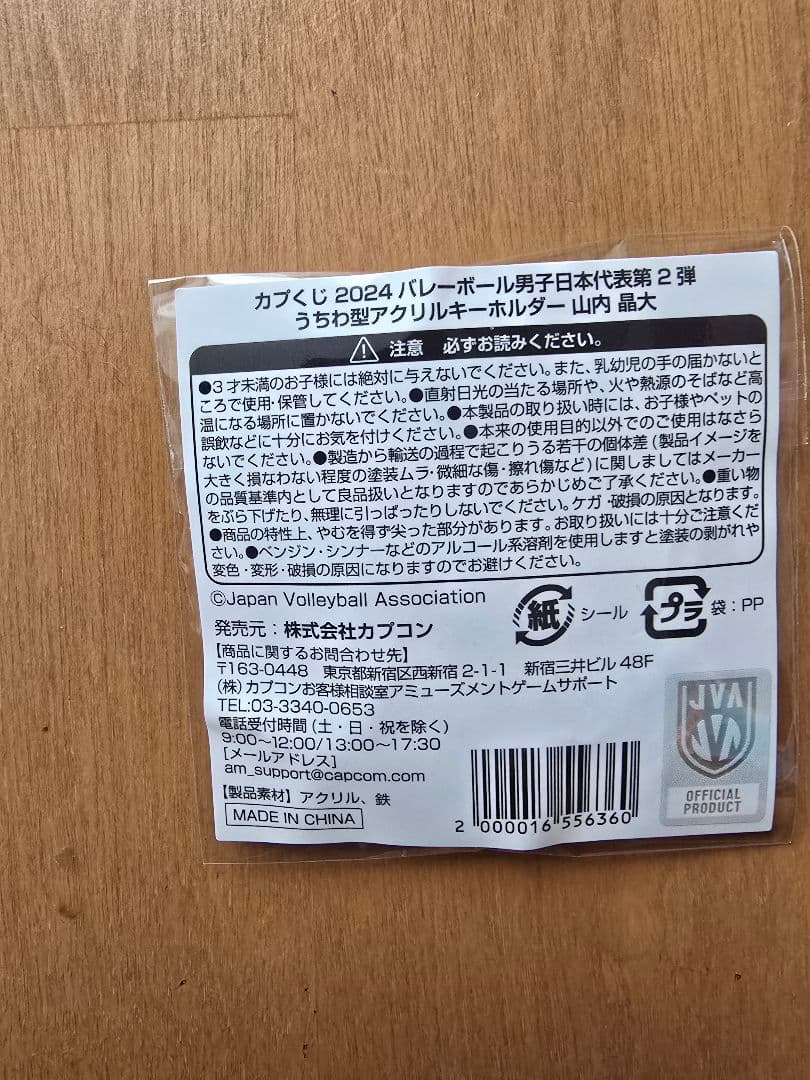 カプくじ 2024 バレーボール男子日本代表第2弾
うちわ型アクリルキーホルダー 山内 晶大
注意 必ずお読みください。
●3才未満のお子様には絶対に与えないでください。また、乳幼児の手の届かないと
ころで使用・保管してください。●直射日光の当たる場所や、火や熱源のそばなど高
温になる場所に置かないでください。●本製品の取り扱い時には、お子様やペットの
誤飲などに十分にお気を付けください。●本来の使用目的以外でのご使用はなさら
ないでください。●製造から輸送の過程で起こりうる若干の個体差(製品イメージを
大きく損なわない程度の塗装ムラ・微細な傷・擦れ傷など)に関しましてはメーカー
の品質基準内として良品扱いとなりますのであらかじめご了承ください。●重い物
をぶら下げたり、無理に引っぱったりしないでください。ケガ・破損の原因となります。
●商品の特性上、やむを得ず尖った部分があります。お取り扱いには十分ご注意くだ
さい。●ベンジン・シンナーなどのアルコール系溶剤を使用しますと塗装の剥がれや
変色・変形・破損の原因になりますのでお避けください。
©Japan Volleyball Association
紙 シール プラ 袋：PP
発売元：株式会社カプコン
【商品に関するお問合わせ先】
〒163-0448 東京都新宿区西新宿 2-1-1 新宿三井ビル 48F
(株) カプコンお客様相談室アミューズメントゲームサポート
TEL:03-3340-0653
電話受付時間 (土・日・祝を除く)
9:00～12:00/13:00～17:30
[メールアドレス]
am_support@capcom.com
【製品素材】アクリル、鉄
MADE IN CHINA
2 000016 556360
JVA
OFFICIAL
PRODUCT